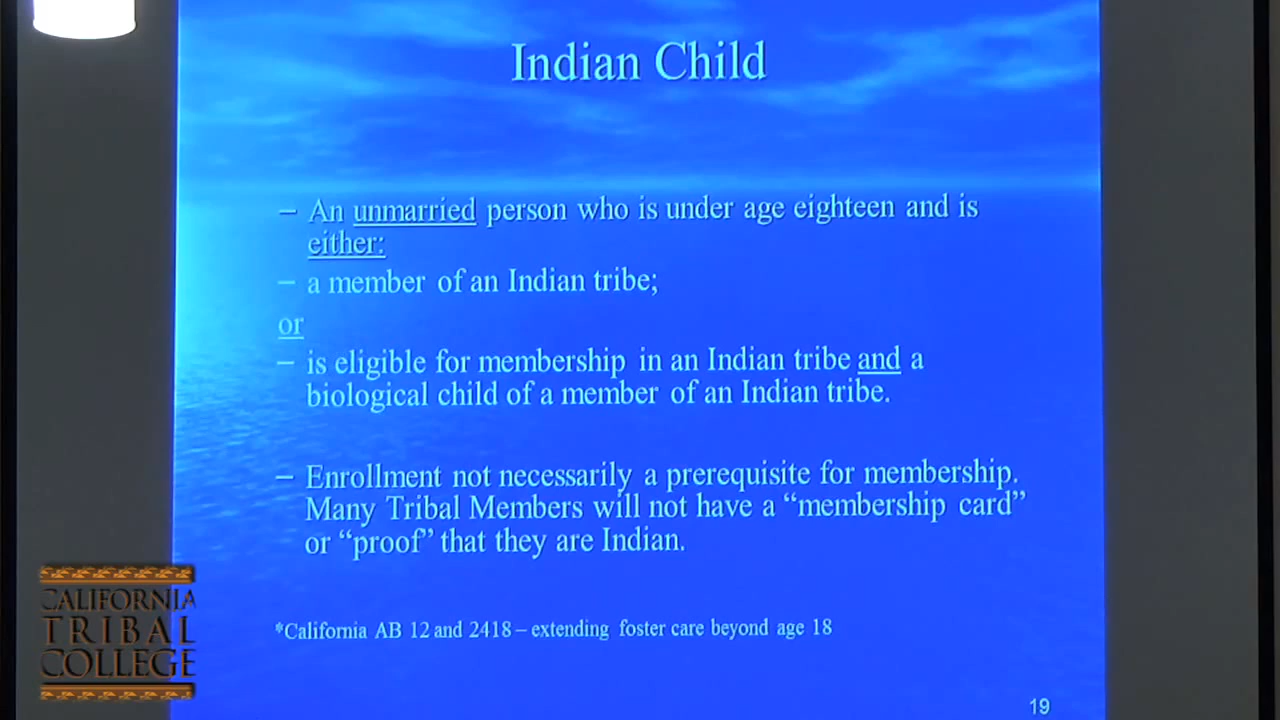 Indian Child
– An unmarried person who is under age eighteen and is
either:
– a member of an Indian tribe;
or
– is eligible for membership in an Indian tribe and a
biological child of a member of an Indian tribe.
– Enrollment not necessarily a prerequisite for membership.
Many Tribal Members will not have a “membership card”
or “proof” that they are Indian.
*California AB 12 and 2418 – extending foster care beyond age 18
19
CALIFORNIA
TRIBAL
COLLEGE